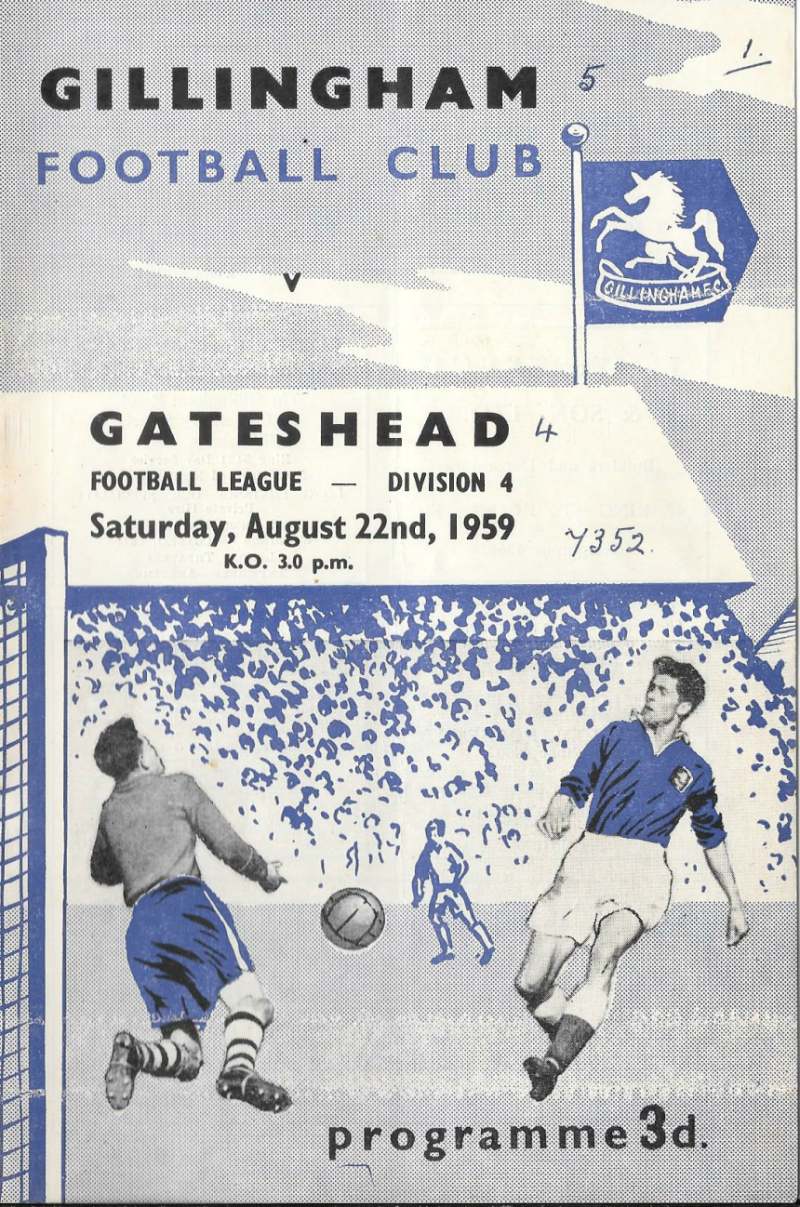 1.
GILLINGHAM 5
FOOTBALL CLUB
GILLINGHAM F.C.
v
GATESHEAD 4
FOOTBALL LEAGUE — DIVISION 4
Saturday, August 22nd, 1959
7352.
K.O. 3.0 p.m.
programme 3d.